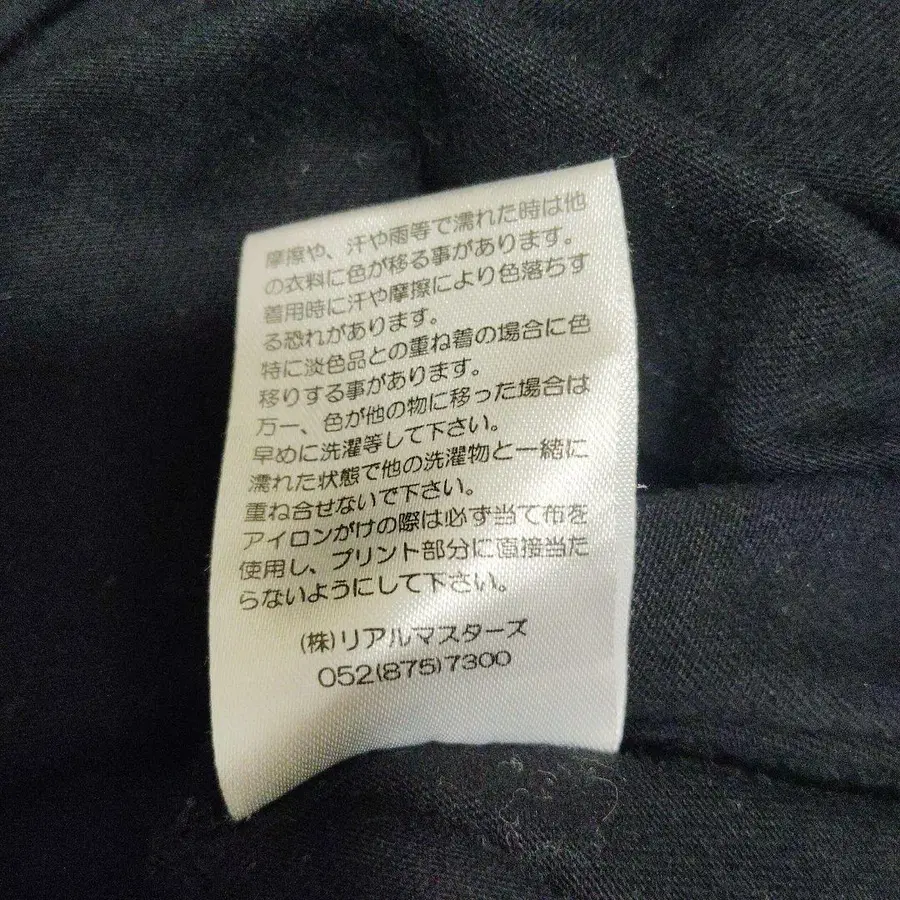 摩擦や、汗や雨等で濡れた時は他
の衣料に色が移る事があります。
着用時に汗や摩擦により色落ちす
る恐れがあります。
特に淡色品との重ね着の場合に色
移りする事があります。
万一、色が他の物に移った場合は
早めに洗濯等して下さい。
濡れた状態で他の洗濯物と一緒に
重ね合せないで下さい。
アイロンがけの際は必ず当て布を
使用し、プリント部分に直接当た
らないようにして下さい。
(株)リアルマスターズ
052(875)7300